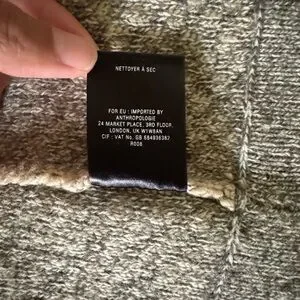 NETTOYER À SEC
FOR EU : IMPORTED BY
ANTHROPOLOGIE
24 MARKET PLACE, 3RD FLOOR,
LONDON, UK W1W8AN
CIF : VAT No. GB 684936362
R008